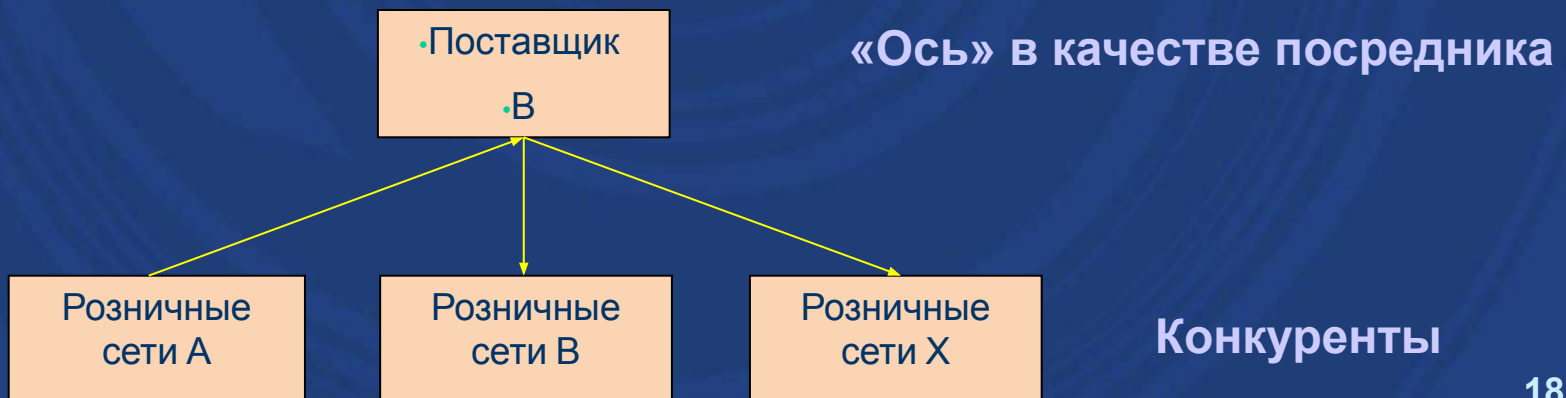 •Поставщик
•В
«Ось» в качестве посредника
Розничные
сети А
Розничные
сети В
Розничные
сети Х
Конкуренты
18